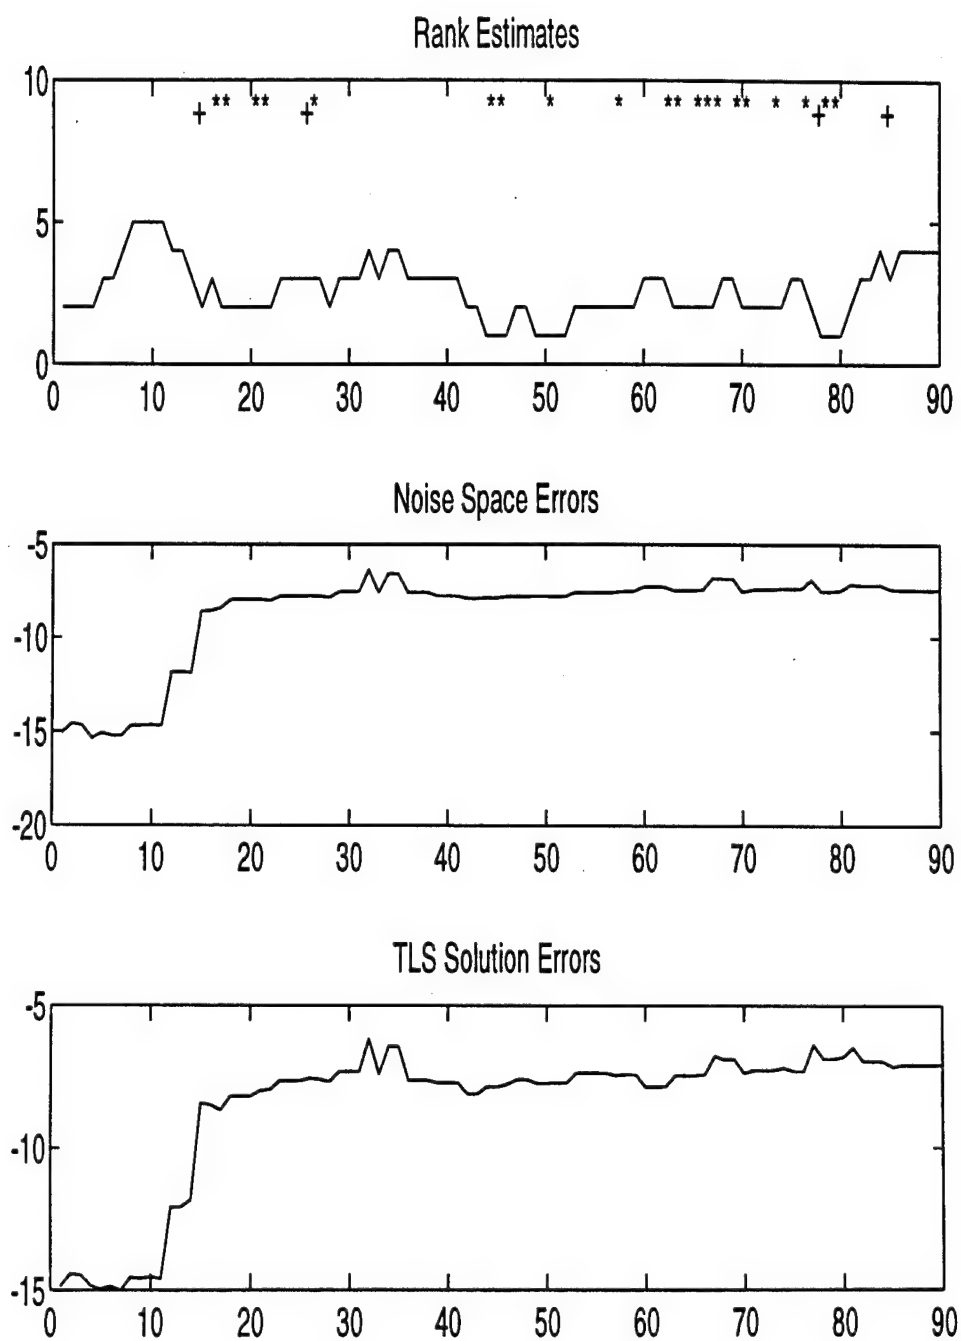 Rank Estimates
10
** ** * ** * * ** *** ** * * **
+ + + +
5
0
0 10 20 30 40 50 60 70 80 90
Noise Space Errors
-5
-10
-15
-20
0 10 20 30 40 50 60 70 80 90
TLS Solution Errors
-5
-10
-15
0 10 20 30 40 50 60 70 80 90